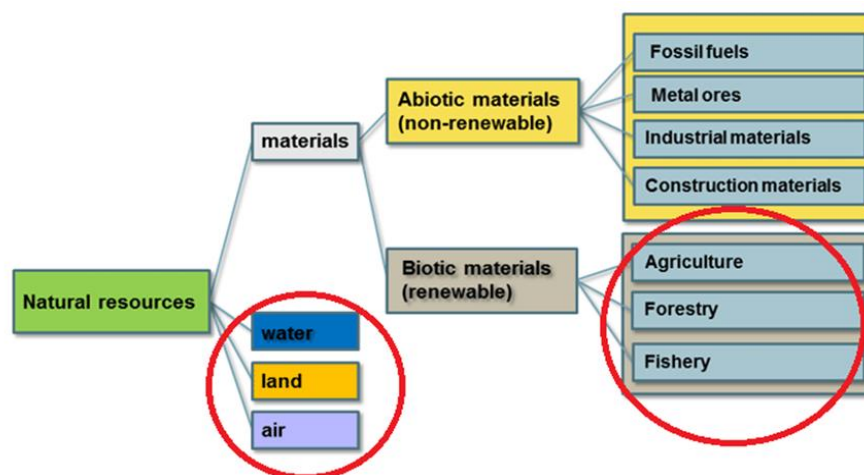 Natural resources
materials
water
land
air
Abiotic materials
(non-renewable)
Biotic materials
(renewable)
Fossil fuels
Metal ores
Industrial materials
Construction materials
Agriculture
Forestry
Fishery